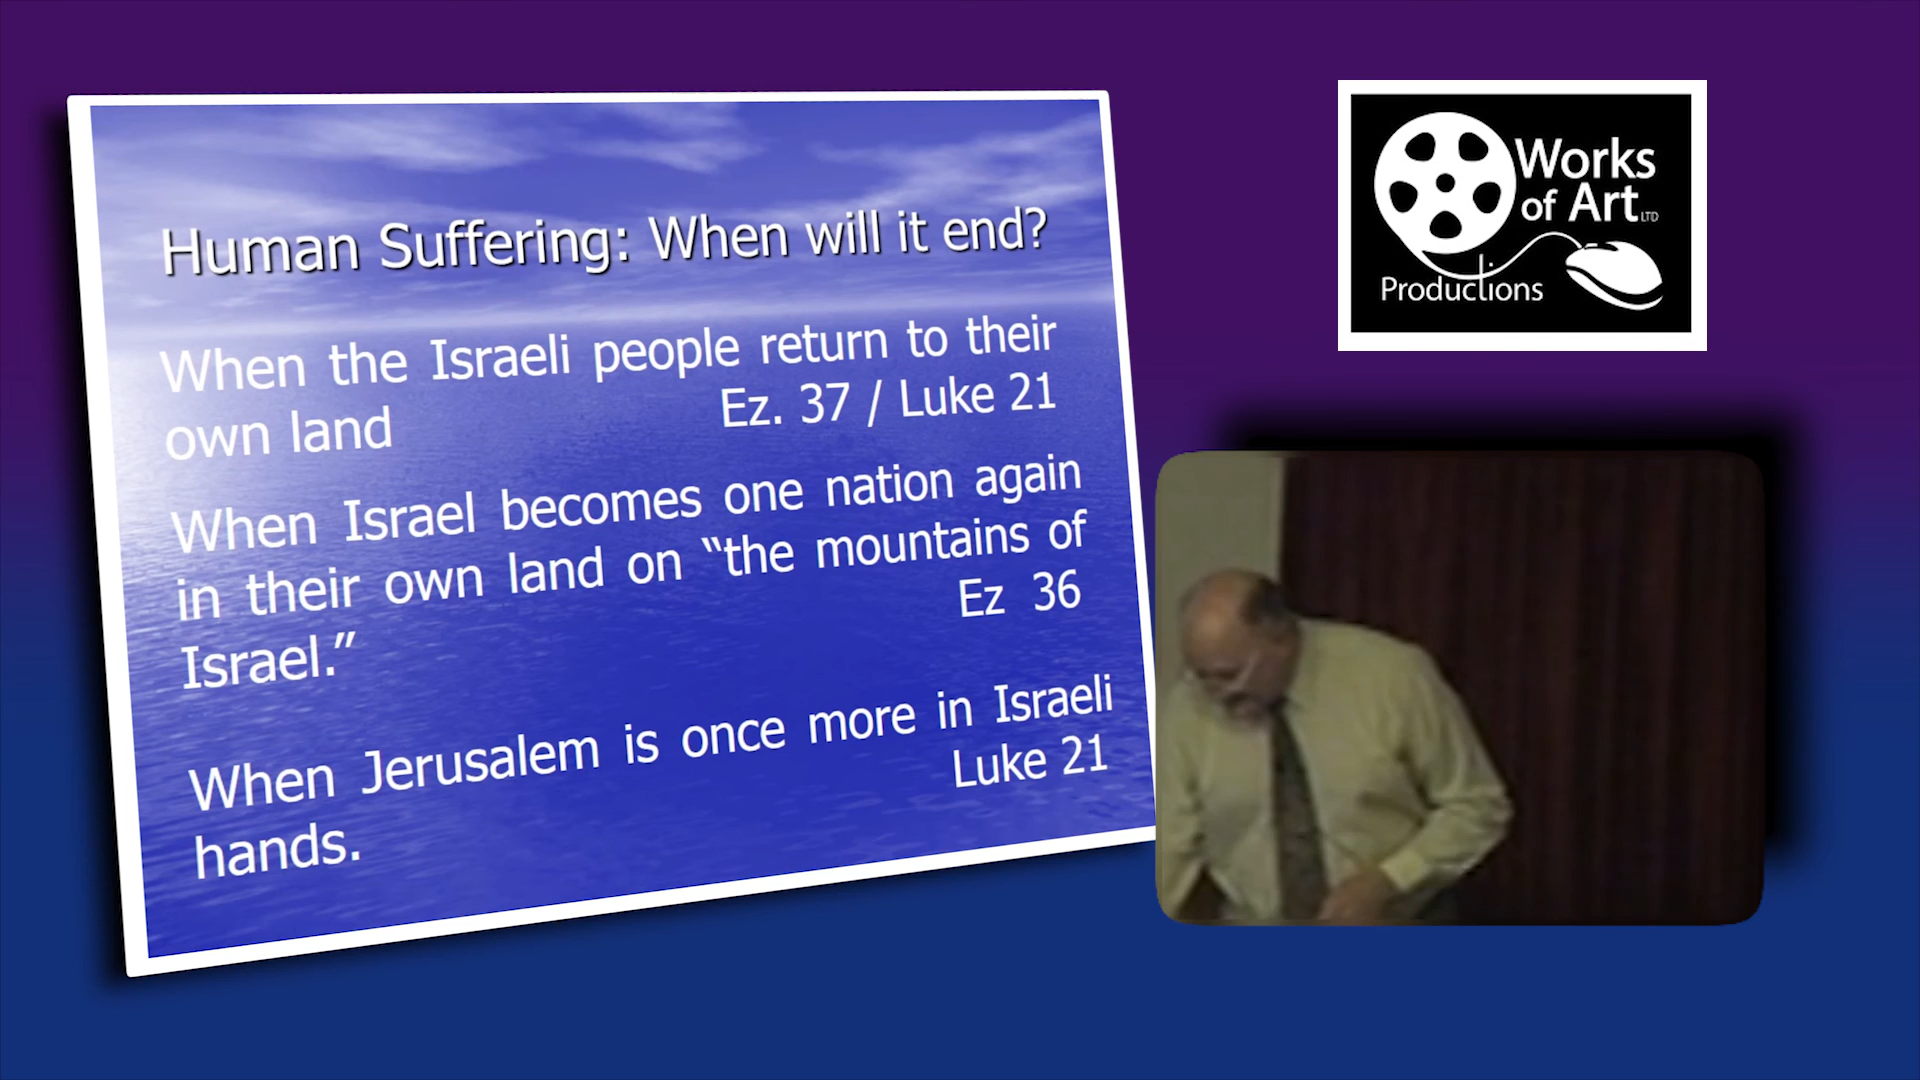 Human Suffering: When will it end?
When the Israeli people return to their
own land Ez. 37 / Luke 21
When Israel becomes one nation again
in their own land on “the mountains of
Israel.” Ez 36
When Jerusalem is once more in Israeli
hands. Luke 21
Works
of Art LTD
Productions